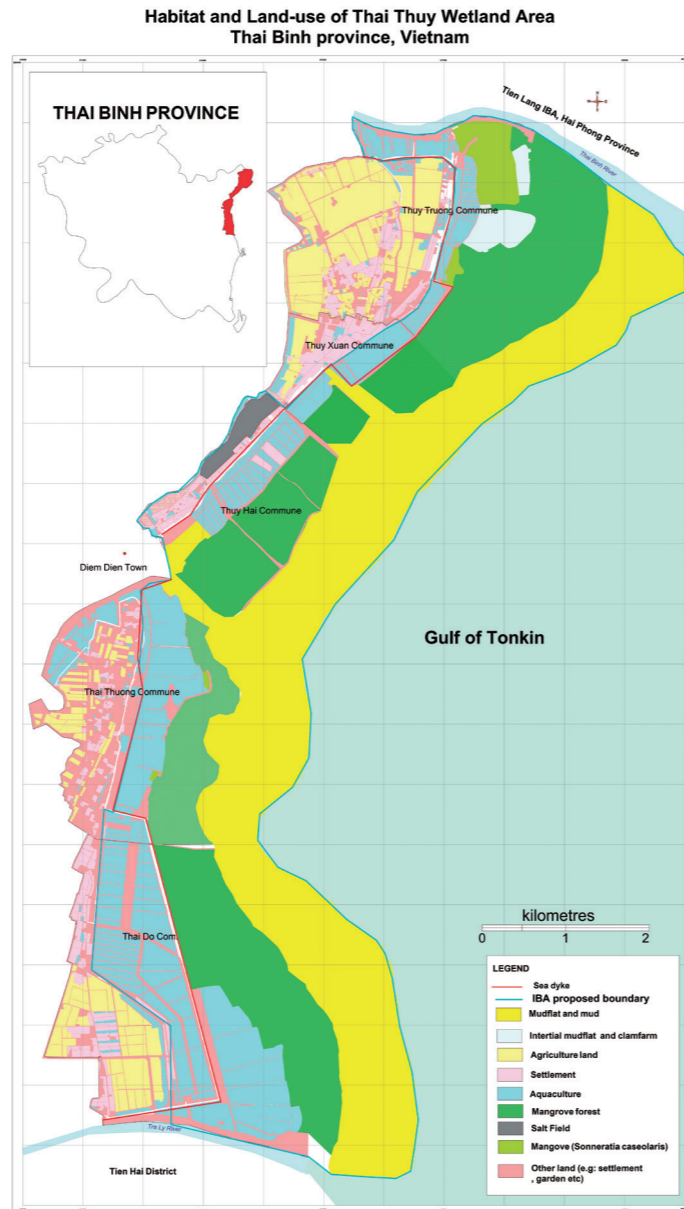 Habitat and Land-use of Thai Thuy Wetland Area
Thai Binh province, Vietnam
THAI BINH PROVINCE
Tien Lang IBA, Hai Phong Province
Thai Binh River
Thuy Truong Commune
Thuy Xuan Commune
Thuy Hai Commune
Diem Dien Town
Gulf of Tonkin
Thai Thuong Commune
Thai Do Com.
Tra Ly River
Tien Hai District
kilometres
0 1 2
LEGEND
Sea dyke
IBA proposed boundary
Mudflat and mud
Intertial mudflat and clamfarm
Agriculture land
Settlement
Aquaculture
Mangrove forest
Salt Field
Mangove (Sonneratia caseolaris)
Other land (e.g: settlement
, garden etc)